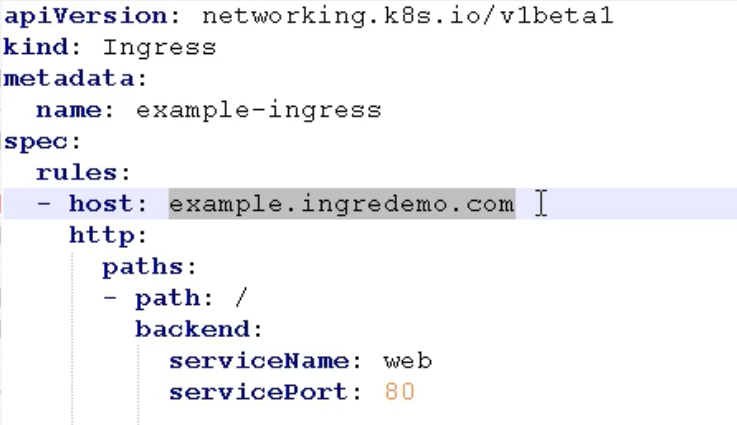 apiVersion: networking.k8s.io/v1beta1
kind: Ingress
metadata:
  name: example-ingress
spec:
  rules:
  - host: example.ingredemo.com
    http:
      paths:
      - path: /
        backend:
          serviceName: web
          servicePort: 80